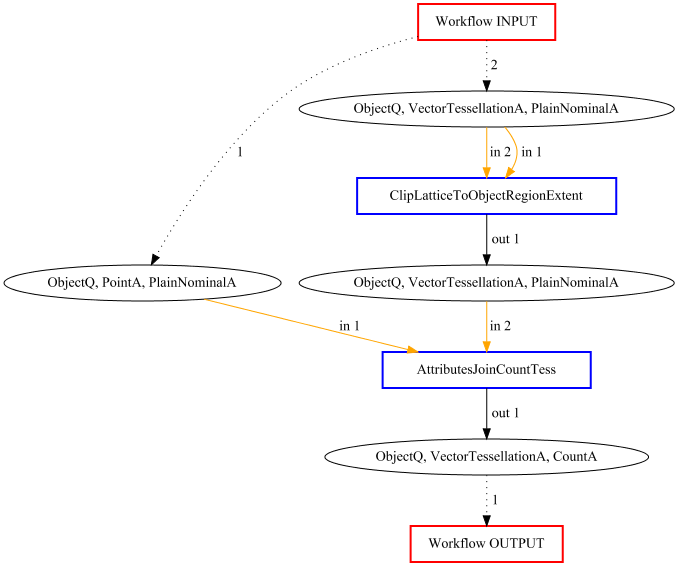 Workflow INPUT
2
ObjectQ, VectorTessellationA, PlainNominalA
1
in 2
in 1
ClipLatticeToObjectRegionExtent
out 1
ObjectQ, PointA, PlainNominalA
ObjectQ, VectorTessellationA, PlainNominalA
in 1
in 2
AttributesJoinCountTess
out 1
ObjectQ, VectorTessellationA, CountA
1
Workflow OUTPUT